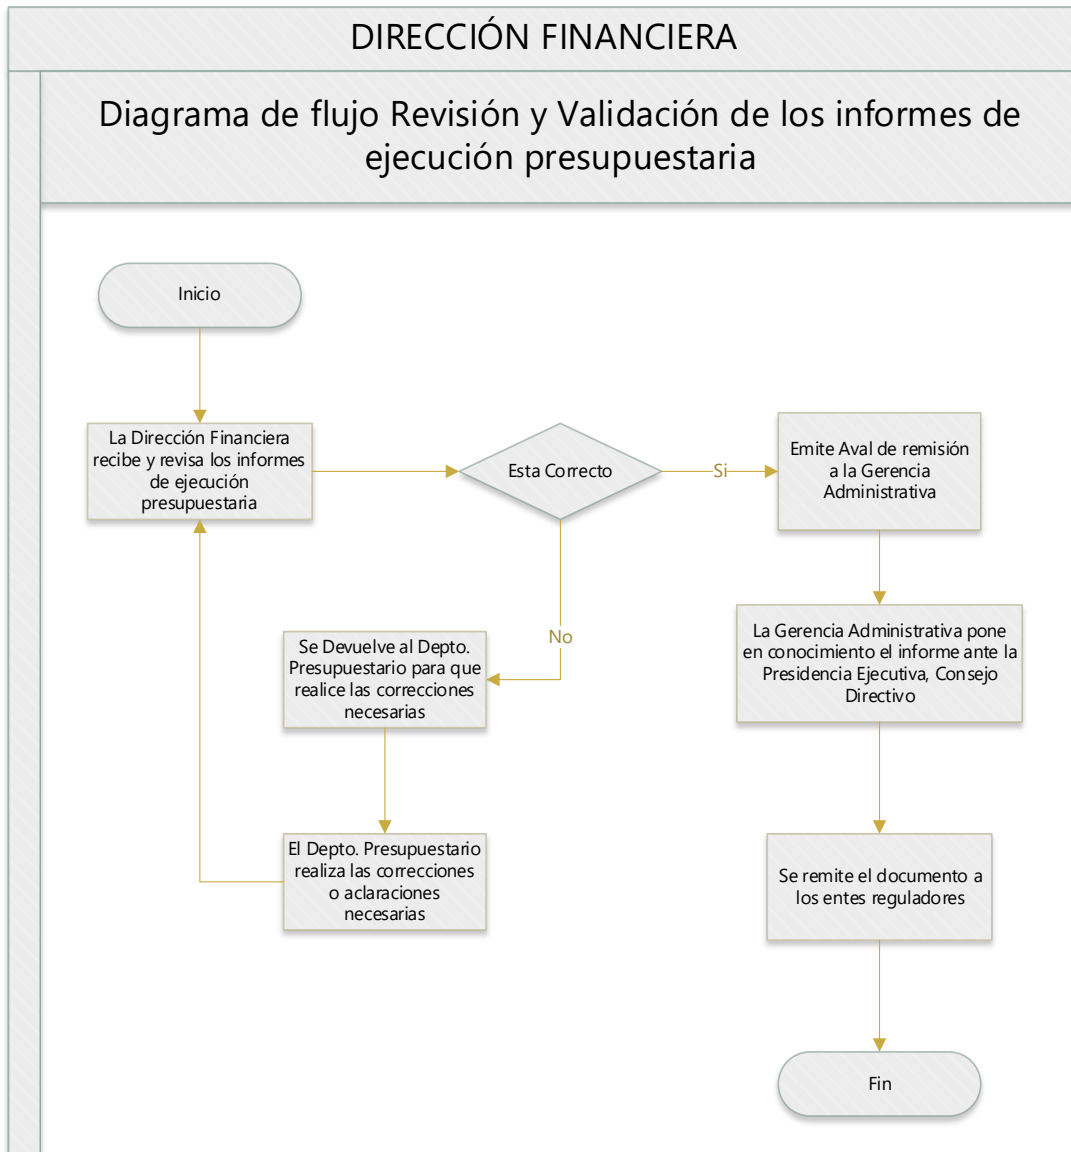 DIRECCIÓN FINANCIERA
Diagrama de flujo Revisión y Validación de los informes de
ejecución presupuestaria
Inicio
La Dirección Financiera
recibe y revisa los informes
de ejecución
presupuestaria
Esta Correcto
Si
Emite Aval de remisión
a la Gerencia
Administrativa
No
Se Devuelve al Depto.
Presupuestario para que
realice las correcciones
necesarias
La Gerencia Administrativa pone
en conocimiento el informe ante la
Presidencia Ejecutiva, Consejo
Directivo
El Depto. Presupuestario
realiza las correcciones
o aclaraciones
necesarias
Se remite el documento a
los entes reguladores
Fin